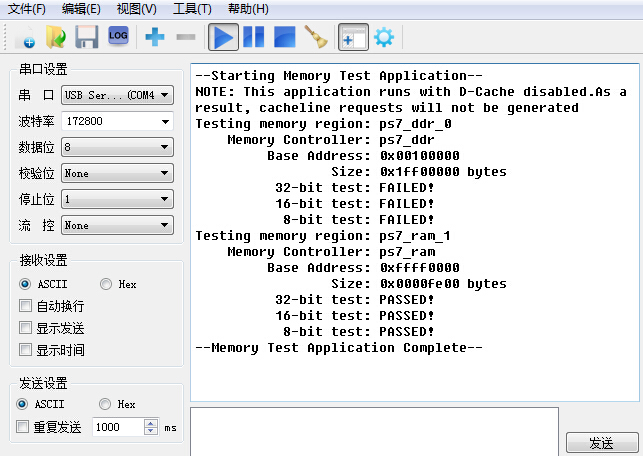 文件(F) 编辑(E) 视图(V) 工具(T) 帮助(H)
LOG
串口设置
串 口 USB Ser...(COM4
波特率 172800
数据位 8
校验位 None
停止位 1
流 控 None
接收设置
ASCII Hex
自动换行
显示发送
显示时间
发送设置
ASCII Hex
重复发送 1000 ms
--Starting Memory Test Application--
NOTE: This application runs with D-Cache disabled.As a
result, cacheline requests will not be generated
Testing memory region: ps7_ddr_0
Memory Controller: ps7_ddr
Base Address: 0x00100000
Size: 0x1ff00000 bytes
32-bit test: FAILED!
16-bit test: FAILED!
8-bit test: FAILED!
Testing memory region: ps7_ram_1
Memory Controller: ps7_ram
Base Address: 0xffff0000
Size: 0x0000fe00 bytes
32-bit test: PASSED!
16-bit test: PASSED!
8-bit test: PASSED!
--Memory Test Application Complete--
发送